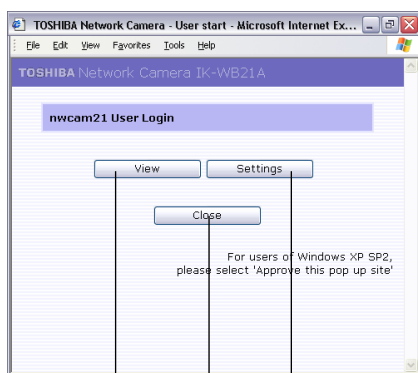 TOSHIBA Network Camera - User start - Microsoft Internet Ex...
File Edit View Favorites Tools Help
TOSHIBA Network Camera IK-WB21A
nwcam21 User Login
View Settings
Close
For users of Windows XP SP2,
please select 'Approve this pop up site'